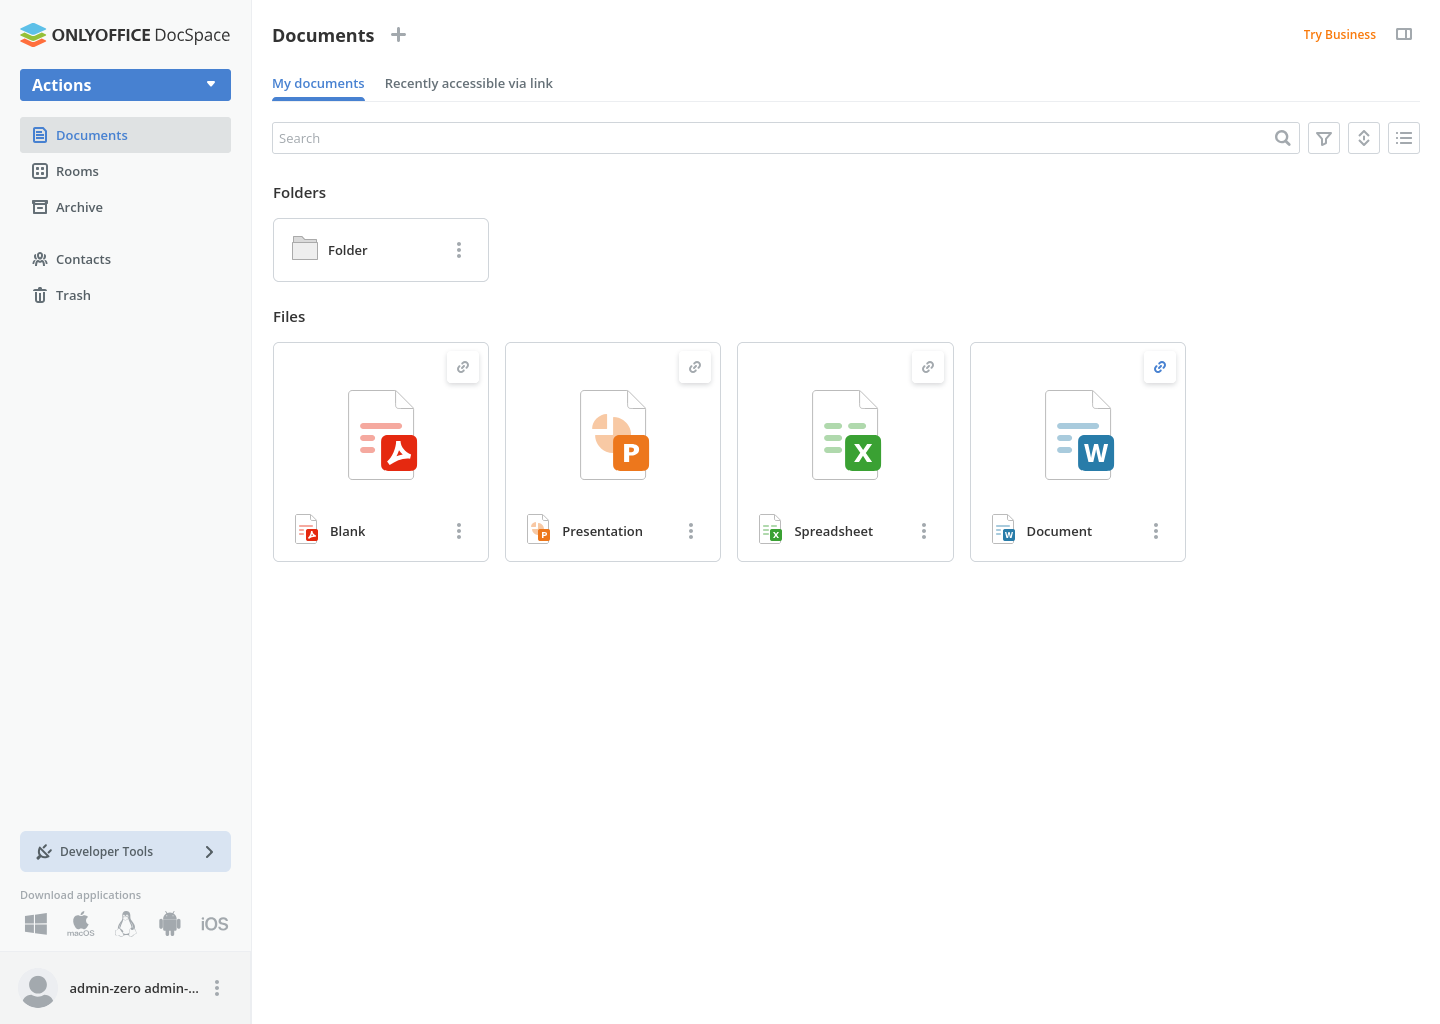 ONLYOFFICE DocSpace
Actions
Documents
Rooms
Archive
Contacts
Trash
Developer Tools
Download applications
macOS
iOS
admin-zero admin-...
Documents
Try Business
My documents
Recently accessible via link
Search
Folders
Folder
Files
P
X
W
Blank
P
Presentation
X
Spreadsheet
W
Document